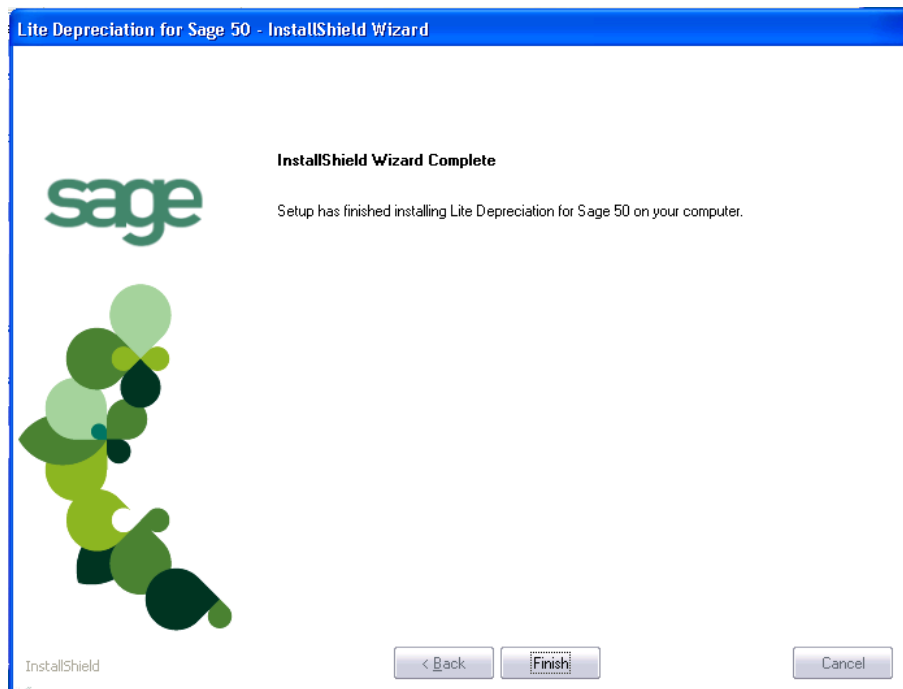 Lite Depreciation for Sage 50 - InstallShield Wizard
InstallShield Wizard Complete
sage
Setup has finished installing Lite Depreciation for Sage 50 on your computer.
InstallShield
< Back
Finish
Cancel